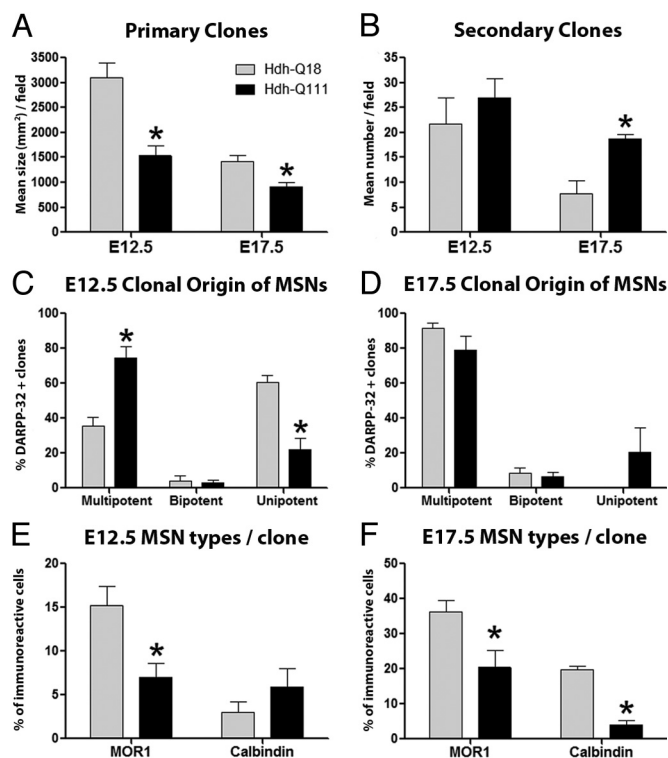 A Primary Clones
Mean size (mm²) / field
3500
3000
2500
2000
1500
1000
500
0
Hdh-Q18
Hdh-Q111
*
*
E12.5 E17.5
B Secondary Clones
Mean number / field
35
30
25
20
15
10
5
0
*
E12.5 E17.5
C E12.5 Clonal Origin of MSNs
% DARPP-32 + clones
100
80
60
40
20
0
*
*
Multipotent Bipotent Unipotent
D E17.5 Clonal Origin of MSNs
% DARPP-32 + clones
100
80
60
40
20
0
Multipotent Bipotent Unipotent
E E12.5 MSN types / clone
% of immunoreactive cells
20
15
10
5
0
*
MOR1 Calbindin
F E17.5 MSN types / clone
% of immunoreactive cells
50
40
30
20
10
0
*
*
MOR1 Calbindin